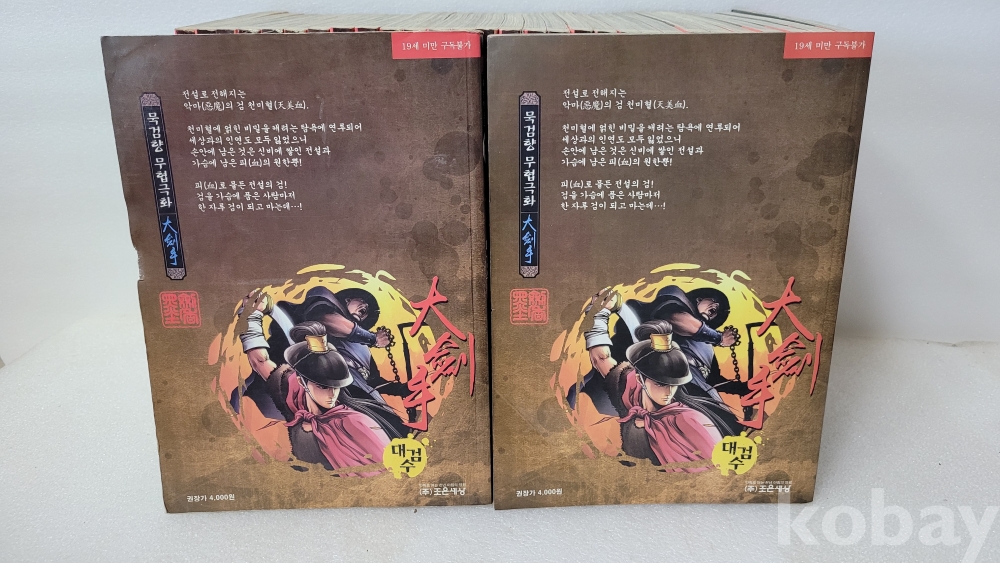 19세 미만 구독불가
전설로 전해지는
악마(惡魔)의 검 천미혈(天美血).
천미혈에 얽힌 비밀을 캐려는 탐욕에 연루되어
세상과의 인연도 모두 잃었으니
손안에 남은 것은 신비에 쌓인 전설과
가슴에 남은 피(血)의 원한뿐!
피(血)로 물든 전설의 검!
검을 가슴에 품은 사람마저
한 자루 검이 되고 마는데…!
묵검향 무협극화
大劍手
大劍手
대검수
권장가 4,000원
(주) 조은세상
19세 미만 구독불가
전설로 전해지는
악마(惡魔)의 검 천미혈(天美血).
천미혈에 얽힌 비밀을 캐려는 탐욕에 연루되어
세상과의 인연도 모두 잃었으니
손안에 남은 것은 신비에 쌓인 전설과
가슴에 남은 피(血)의 원한뿐!
피(血)로 물든 전설의 검!
검을 가슴에 품은 사람마저
한 자루 검이 되고 마는데…!
묵검향 무협극화
大劍手
大劍手
대검수
권장가 4,000원
(주) 조은세상
kobay